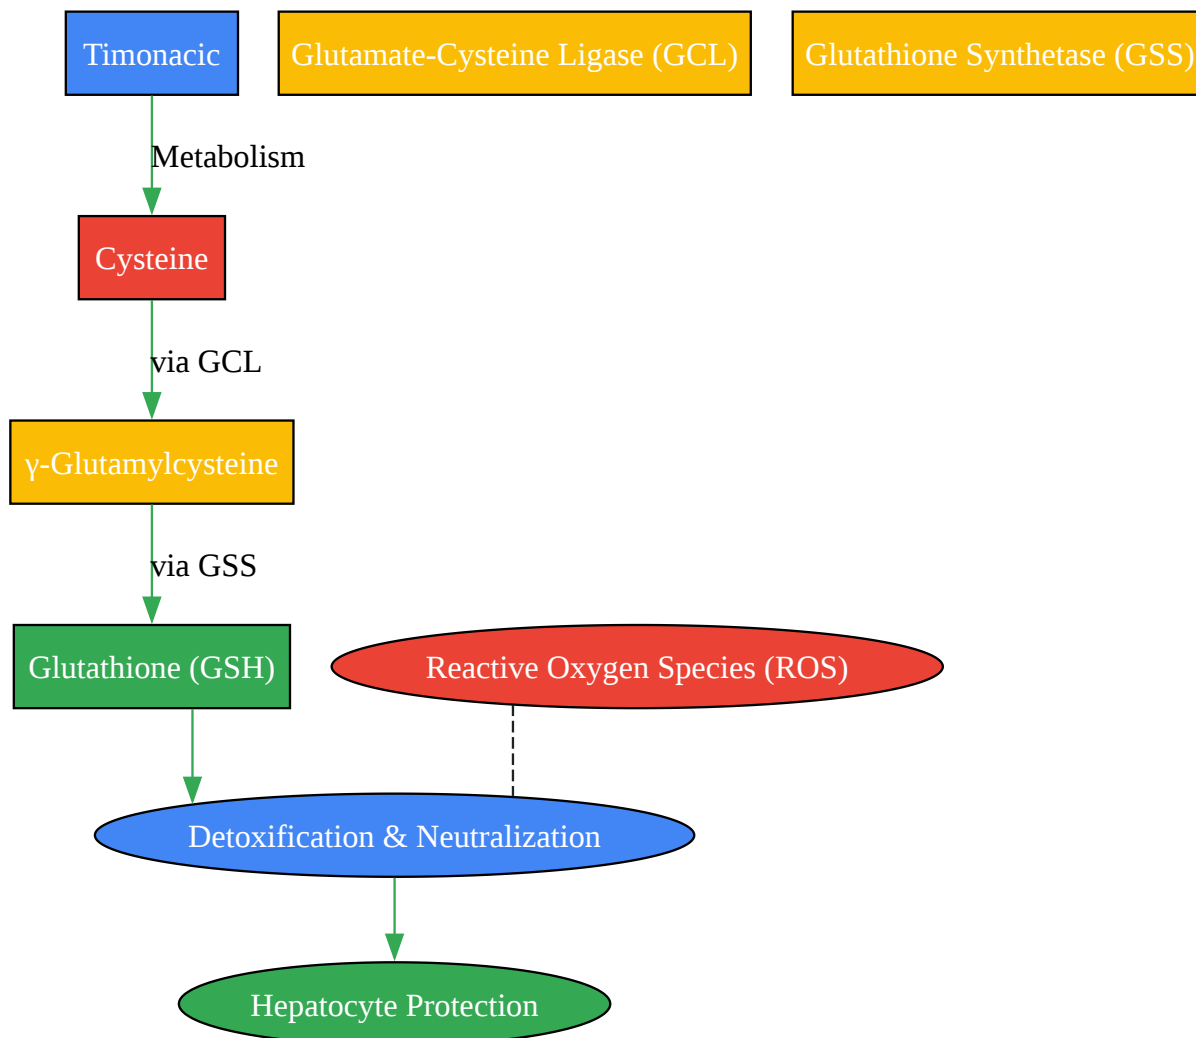 Timonacic
Glutamate-Cysteine Ligase (GCL)
Glutathione Synthetase (GSS)
Metabolism
Cysteine
via GCL
γ-Glutamylcysteine
via GSS
Glutathione (GSH)
Reactive Oxygen Species (ROS)
Detoxification & Neutralization
Hepatocyte Protection